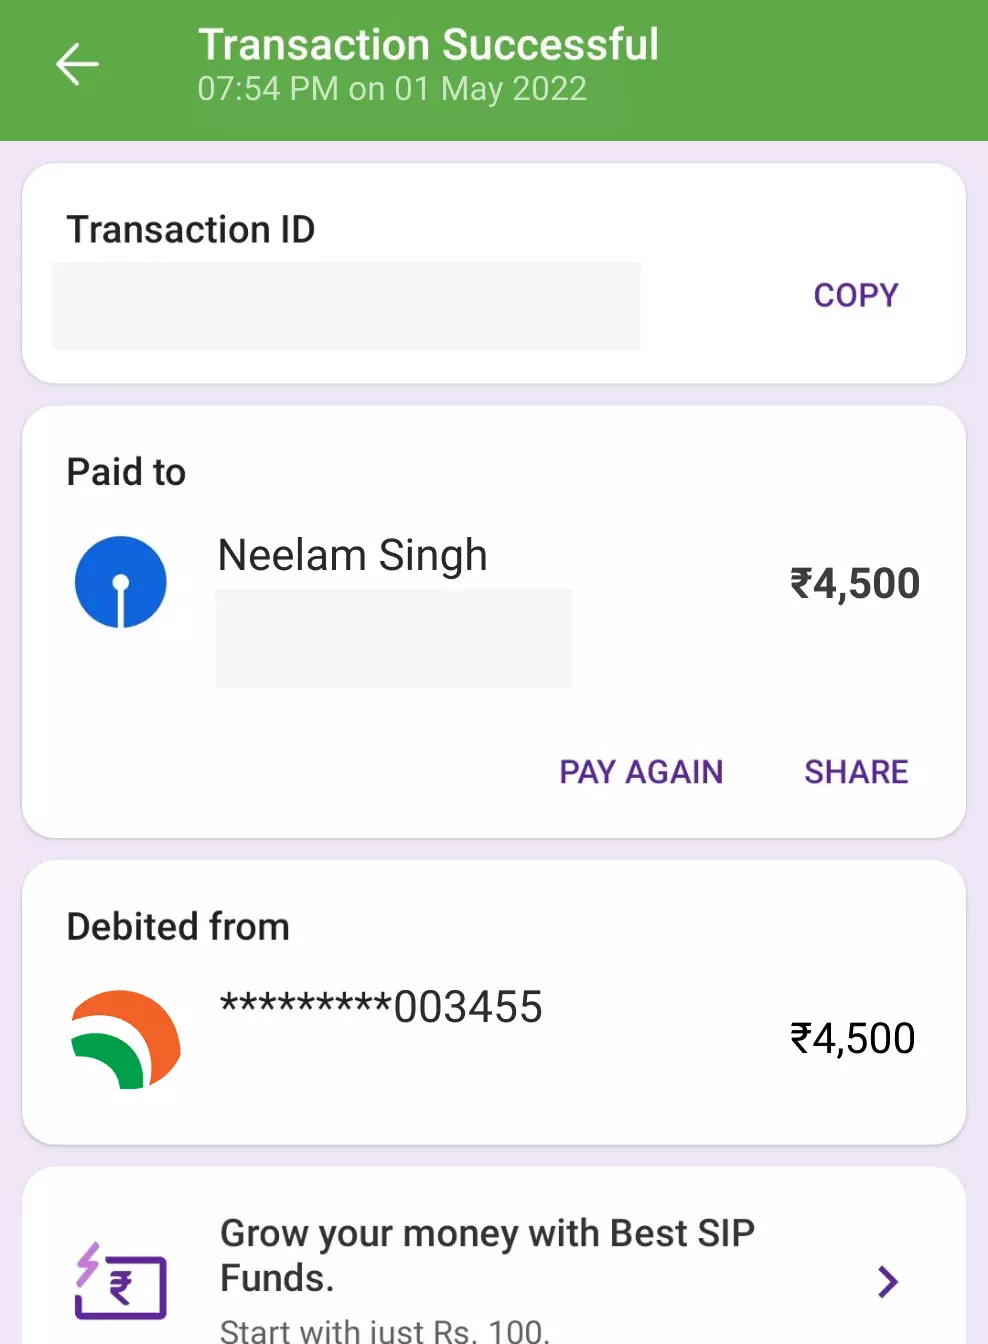 Transaction Successful
07:54 PM on 01 May 2022
Transaction ID
COPY
Paid to
Neelam Singh
₹4,500
PAY AGAIN
SHARE
Debited from
*********003455
₹4,500
Grow your money with Best SIP
Funds.
Start with just Rs. 100.